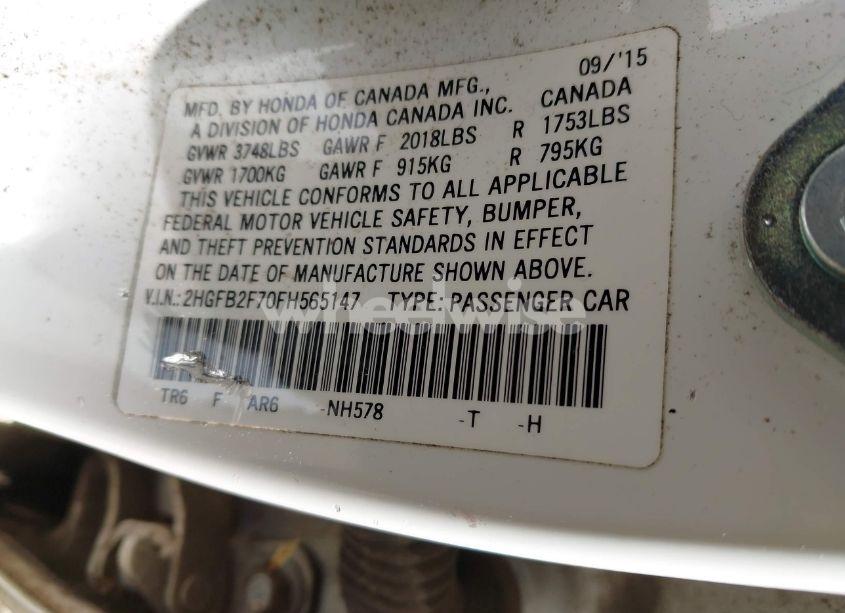 09/'15
MFD. BY HONDA OF CANADA MFG.,
A DIVISION OF HONDA CANADA INC. CANADA
GVWR 3748LBS GAWR F 2018LBS R 1753LBS
GVWR 1700KG GAWR F 915KG R 795KG
THIS VEHICLE CONFORMS TO ALL APPLICABLE
FEDERAL MOTOR VEHICLE SAFETY, BUMPER,
AND THEFT PREVENTION STANDARDS IN EFFECT
ON THE DATE OF MANUFACTURE SHOWN ABOVE.
V.I.N.: 2HGFB2F70FH565147 TYPE: PASSENGER CAR
wheelwise
TR6 F AR6 -NH578 -T -H